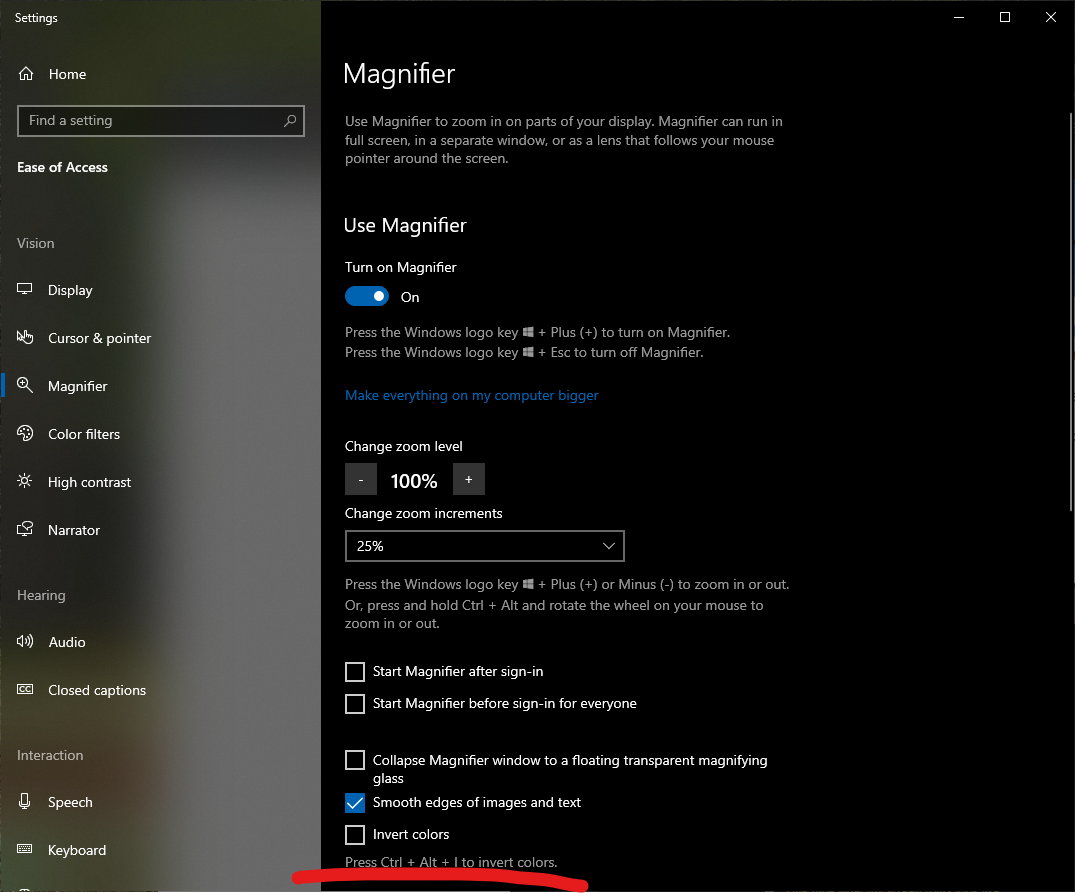 Settings
Home
Find a setting
Ease of Access
Vision
Display
Cursor & pointer
Magnifier
Color filters
High contrast
Narrator
Hearing
Audio
Closed captions
Interaction
Speech
Keyboard
Magnifier
Use Magnifier to zoom in on parts of your display. Magnifier can run in
full screen, in a separate window, or as a lens that follows your mouse
pointer around the screen.
Use Magnifier
Turn on Magnifier
On
Press the Windows logo key + Plus (+) to turn on Magnifier.
Press the Windows logo key + Esc to turn off Magnifier.
Make everything on my computer bigger
Change zoom level
- 100% +
Change zoom increments
25%
Press the Windows logo key + Plus (+) or Minus (-) to zoom in or out.
Or, press and hold Ctrl + Alt and rotate the wheel on your mouse to
zoom in or out.
Start Magnifier after sign-in
Start Magnifier before sign-in for everyone
Collapse Magnifier window to a floating transparent magnifying
glass
Smooth edges of images and text
Invert colors
Press Ctrl + Alt + I to invert colors.